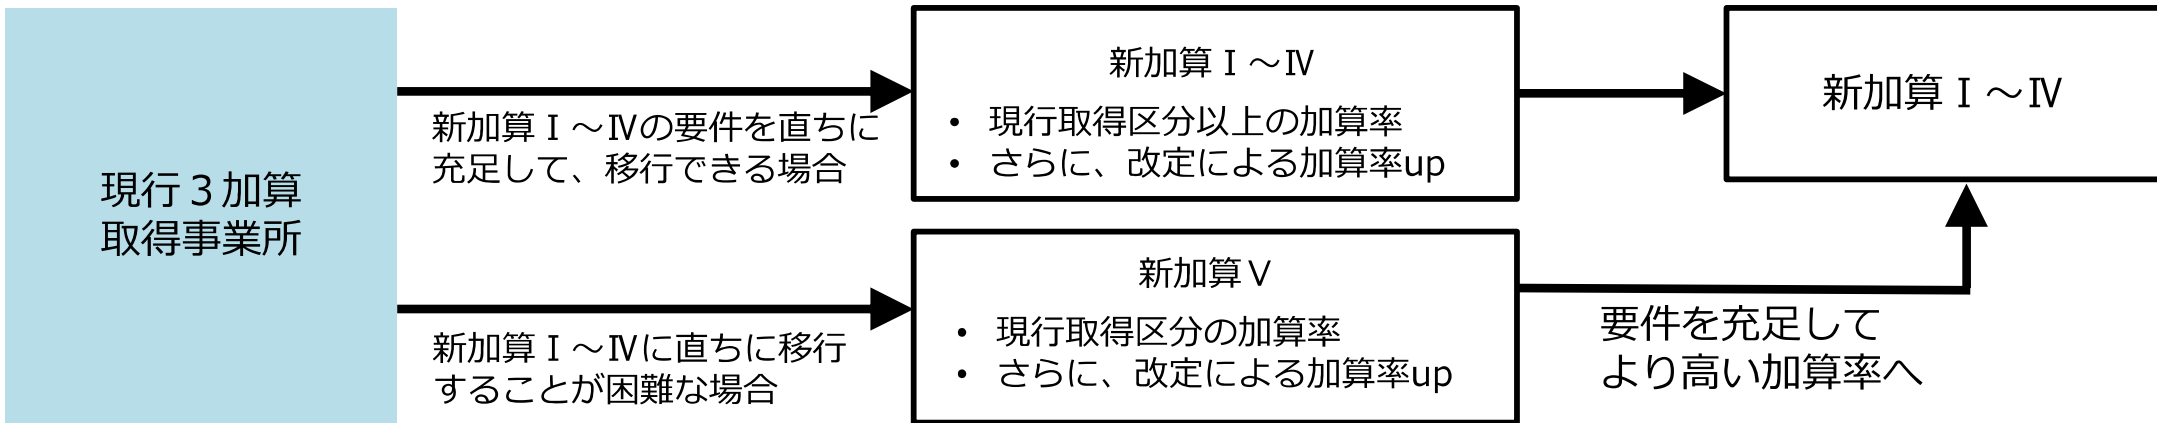 現行３加算
取得事業所
新加算Ⅰ～Ⅳの要件を直ちに
充足して、移行できる場合
新加算Ⅰ～Ⅳに直ちに移行
することが困難な場合
新加算Ⅰ～Ⅳ
• 現行取得区分以上の加算率
• さらに、改定による加算率up
新加算Ⅴ
• 現行取得区分の加算率
• さらに、改定による加算率up
要件を充足して
より高い加算率へ
新加算Ⅰ～Ⅳ